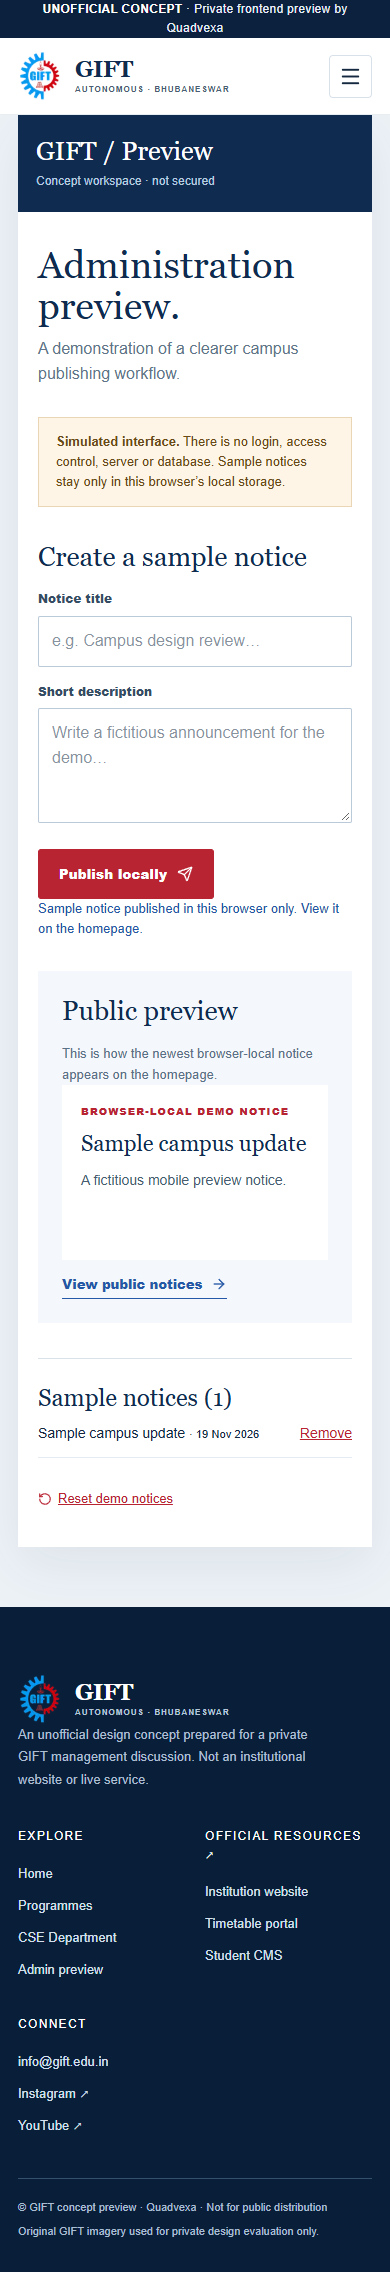 UNOFFICIAL CONCEPT · Private frontend preview by
Quadvexa
GIFT
GIFT
AUTONOMOUS · BHUBANESWAR
GIFT / Preview
Concept workspace · not secured
Administration
preview.
A demonstration of a clearer campus
publishing workflow.
Simulated interface. There is no login, access
control, server or database. Sample notices
stay only in this browser’s local storage.
Create a sample notice
Notice title
e.g. Campus design review…
Short description
Write a fictitious announcement for the
demo…
Publish locally
Sample notice published in this browser only. View it
on the homepage.
Public preview
This is how the newest browser-local notice
appears on the homepage.
BROWSER-LOCAL DEMO NOTICE
Sample campus update
A fictitious mobile preview notice.
View public notices →
Sample notices (1)
Sample campus update · 19 Nov 2026 Remove
Reset demo notices
GIFT
GIFT
AUTONOMOUS · BHUBANESWAR
An unofficial design concept prepared for a private
GIFT management discussion. Not an institutional
website or live service.
EXPLORE
Home
Programmes
CSE Department
Admin preview
OFFICIAL RESOURCES
↗
Institution website
Timetable portal
Student CMS
CONNECT
info@gift.edu.in
Instagram ↗
YouTube ↗
© GIFT concept preview · Quadvexa · Not for public distribution
Original GIFT imagery used for private design evaluation only.